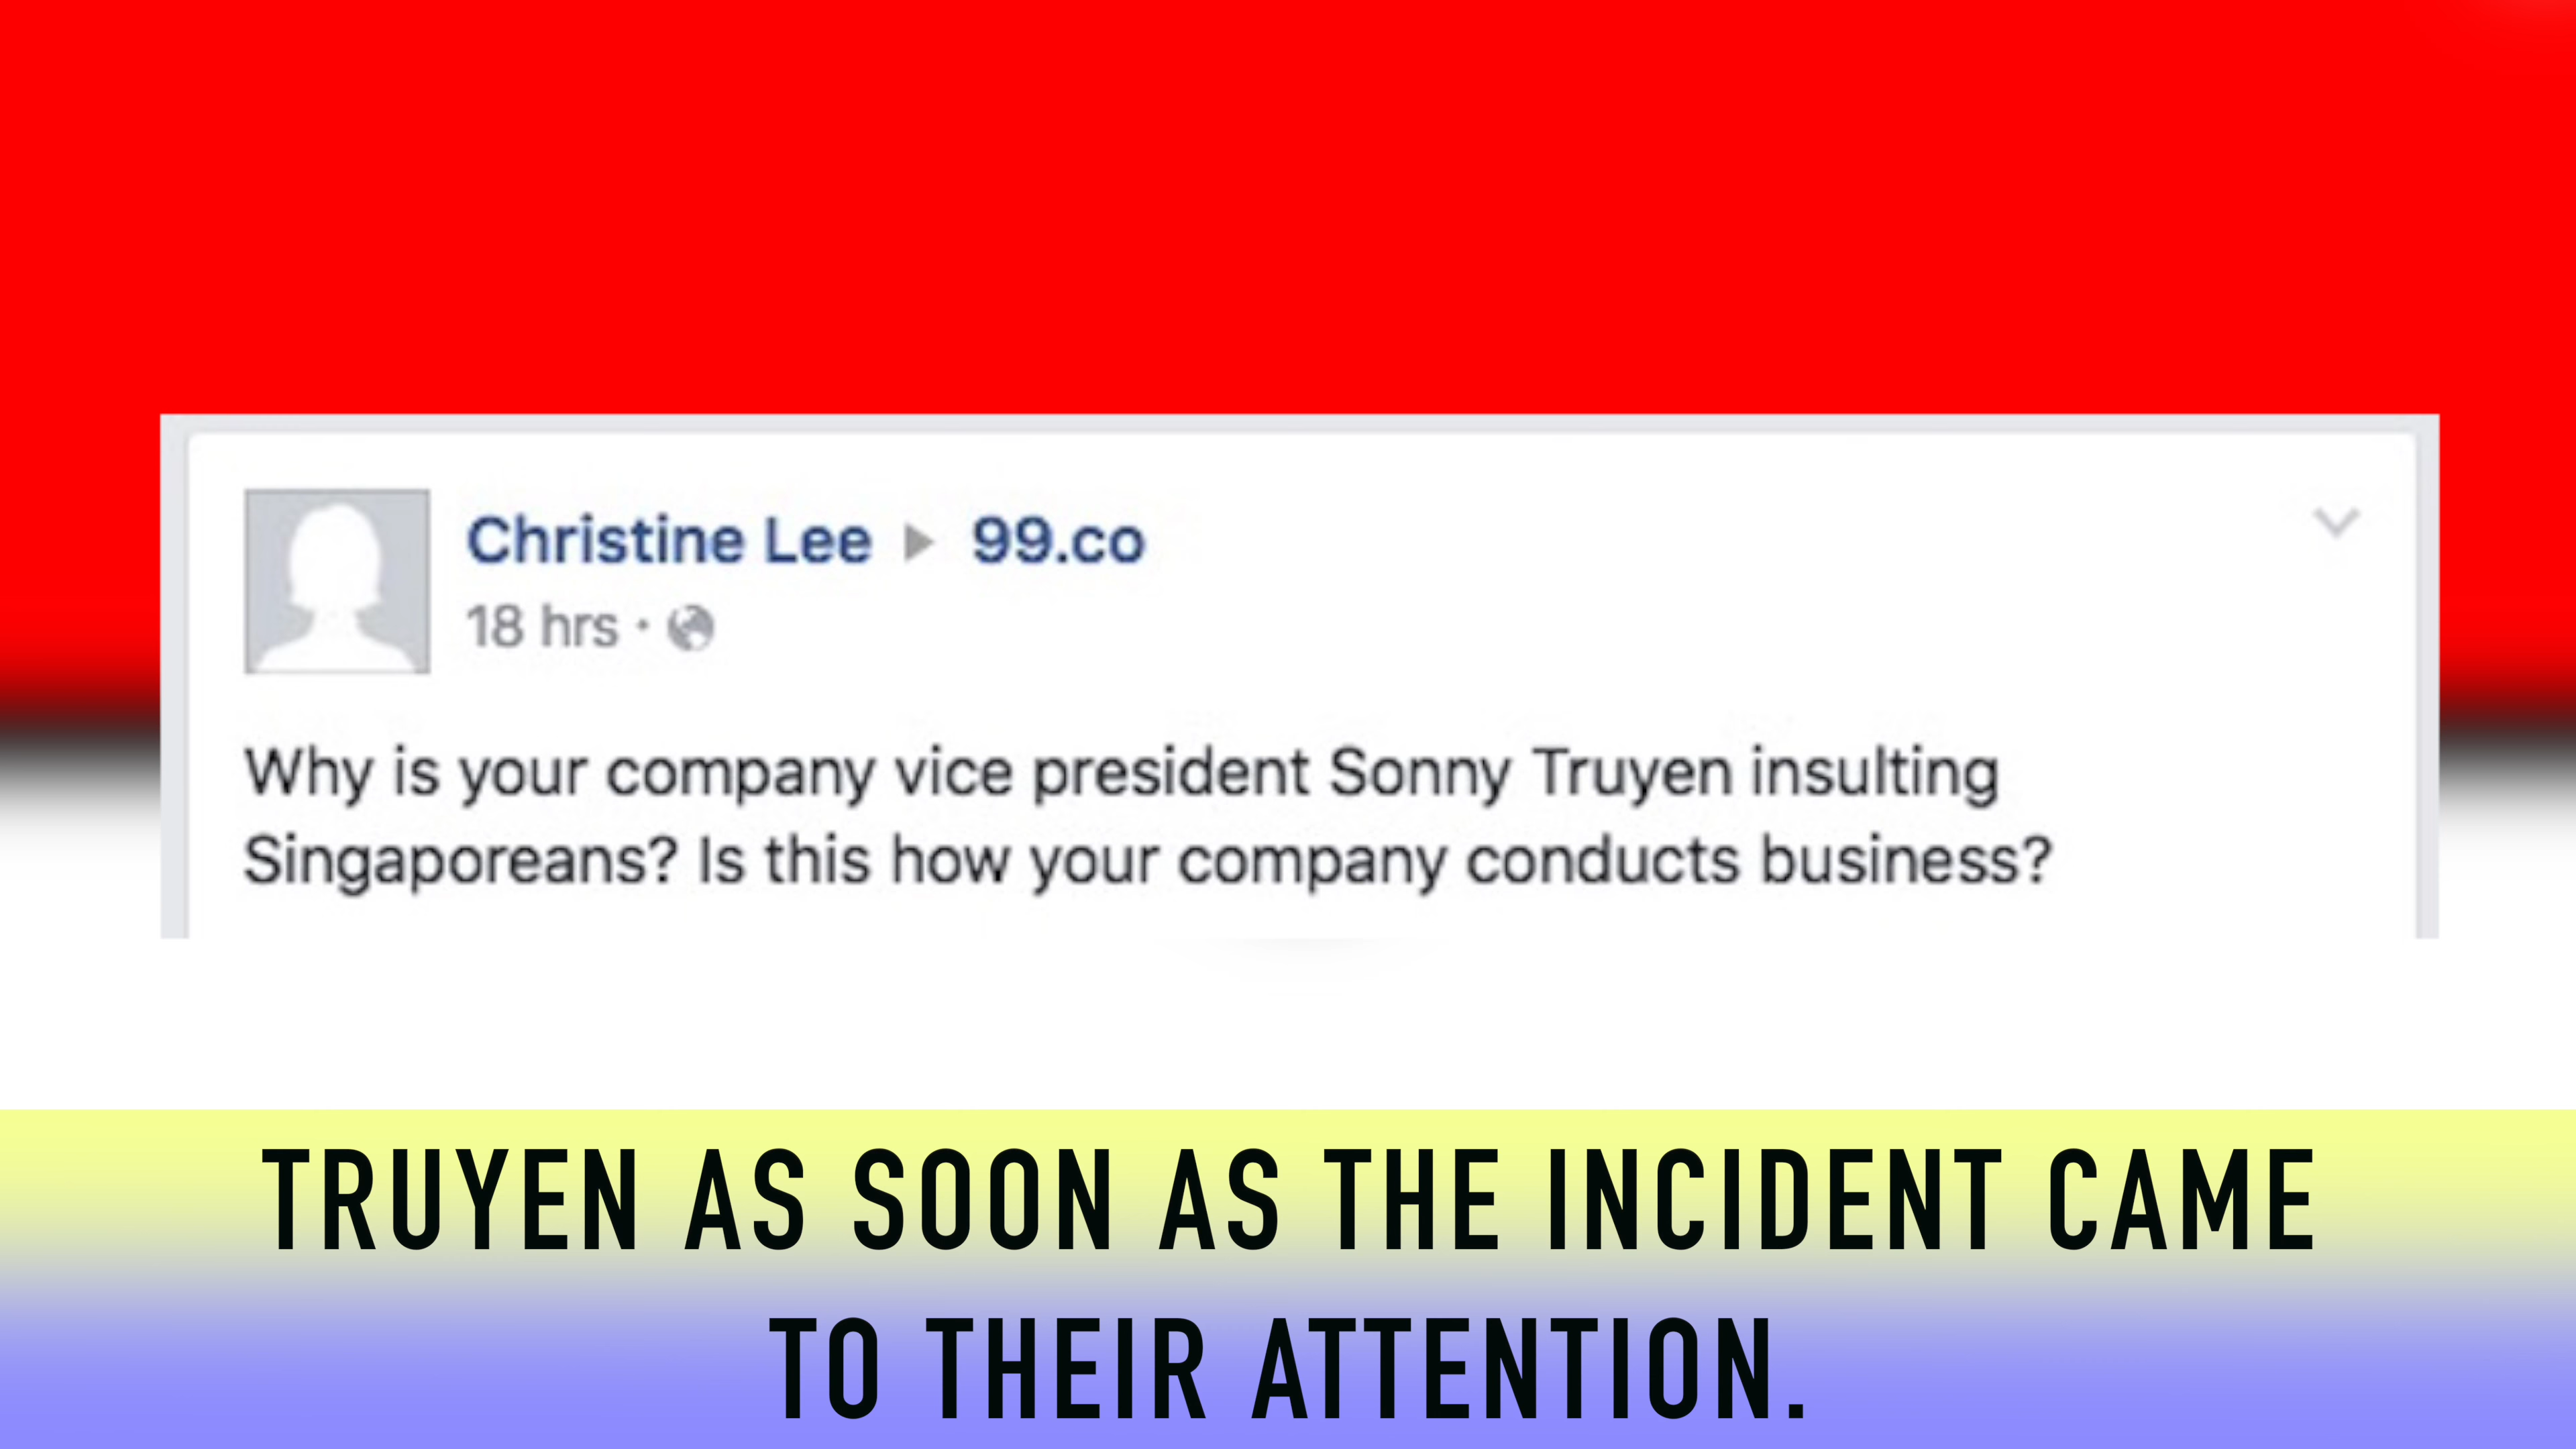 Christine Lee ▶ 99.co
18 hrs ·
Why is your company vice president Sonny Truyen insulting
Singaporeans? Is this how your company conducts business?
TRUYEN AS SOON AS THE INCIDENT CAME
TO THEIR ATTENTION.